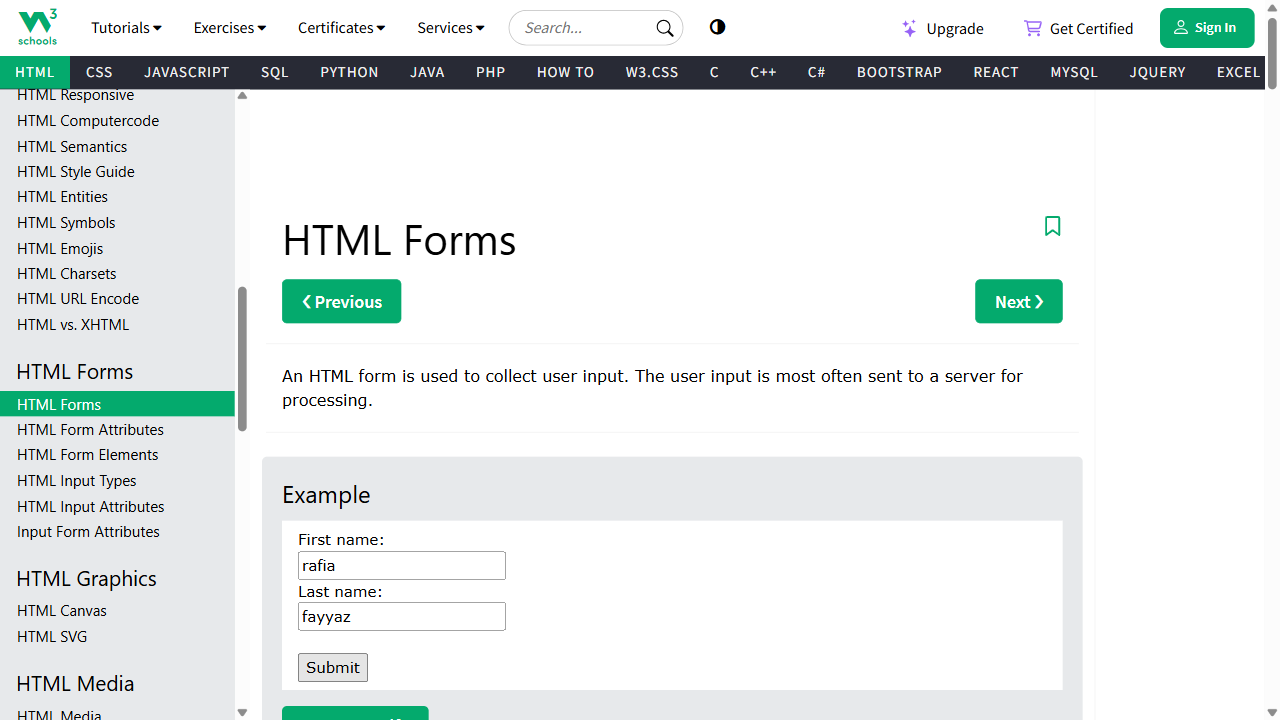 3
schools
Tutorials
Exercises
Certificates
Services
Search...
Upgrade
Get Certified
Sign In
HTML
CSS
JAVASCRIPT
SQL
PYTHON
JAVA
PHP
HOW TO
W3.CSS
C
C++
C#
BOOTSTRAP
REACT
MYSQL
JQUERY
EXCEL
HTML Responsive
HTML Computercode
HTML Semantics
HTML Style Guide
HTML Entities
HTML Symbols
HTML Emojis
HTML Charsets
HTML URL Encode
HTML vs. XHTML
HTML Forms
HTML Forms
HTML Form Attributes
HTML Form Elements
HTML Input Types
HTML Input Attributes
Input Form Attributes
HTML Graphics
HTML Canvas
HTML SVG
HTML Media
HTML Media
HTML Forms
❮ Previous
Next ❯
An HTML form is used to collect user input. The user input is most often sent to a server for
processing.
Example
First name:
rafia
Last name:
fayyaz
Submit